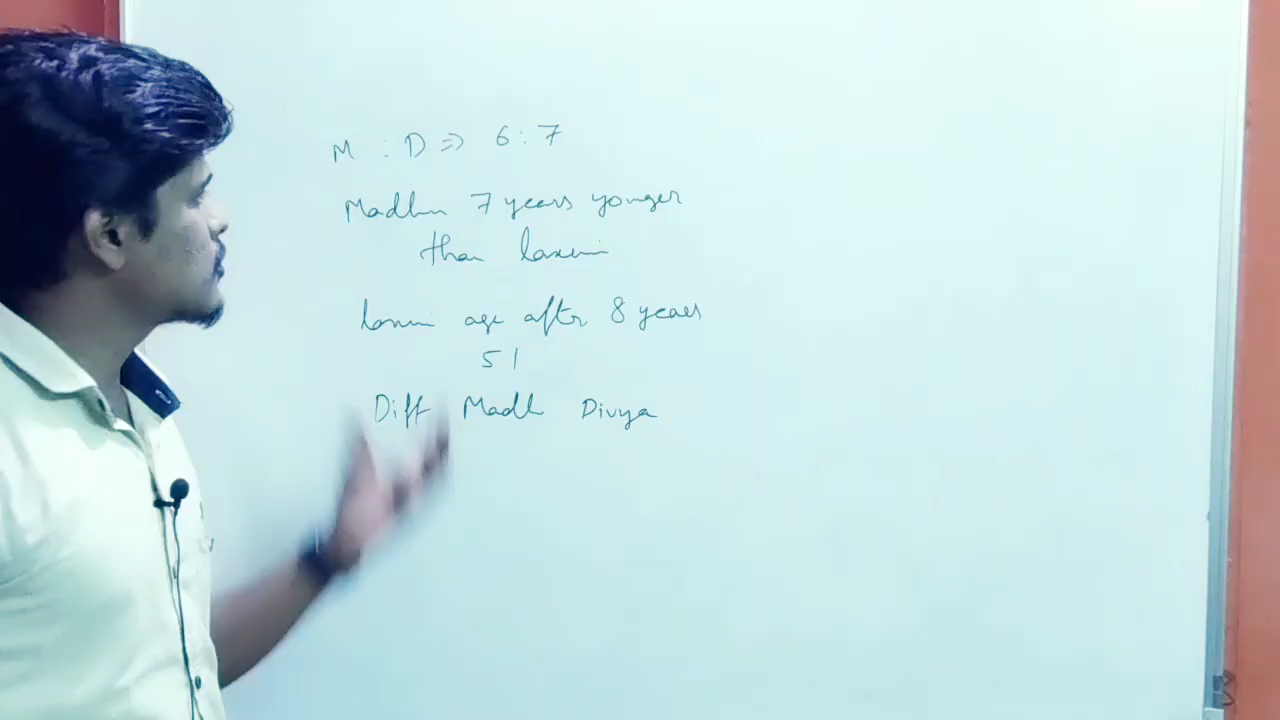 M : D => 6:7
Madhu 7 years younger
than laxmi
laxmi age after 8 years
51
Diff Madh Divya